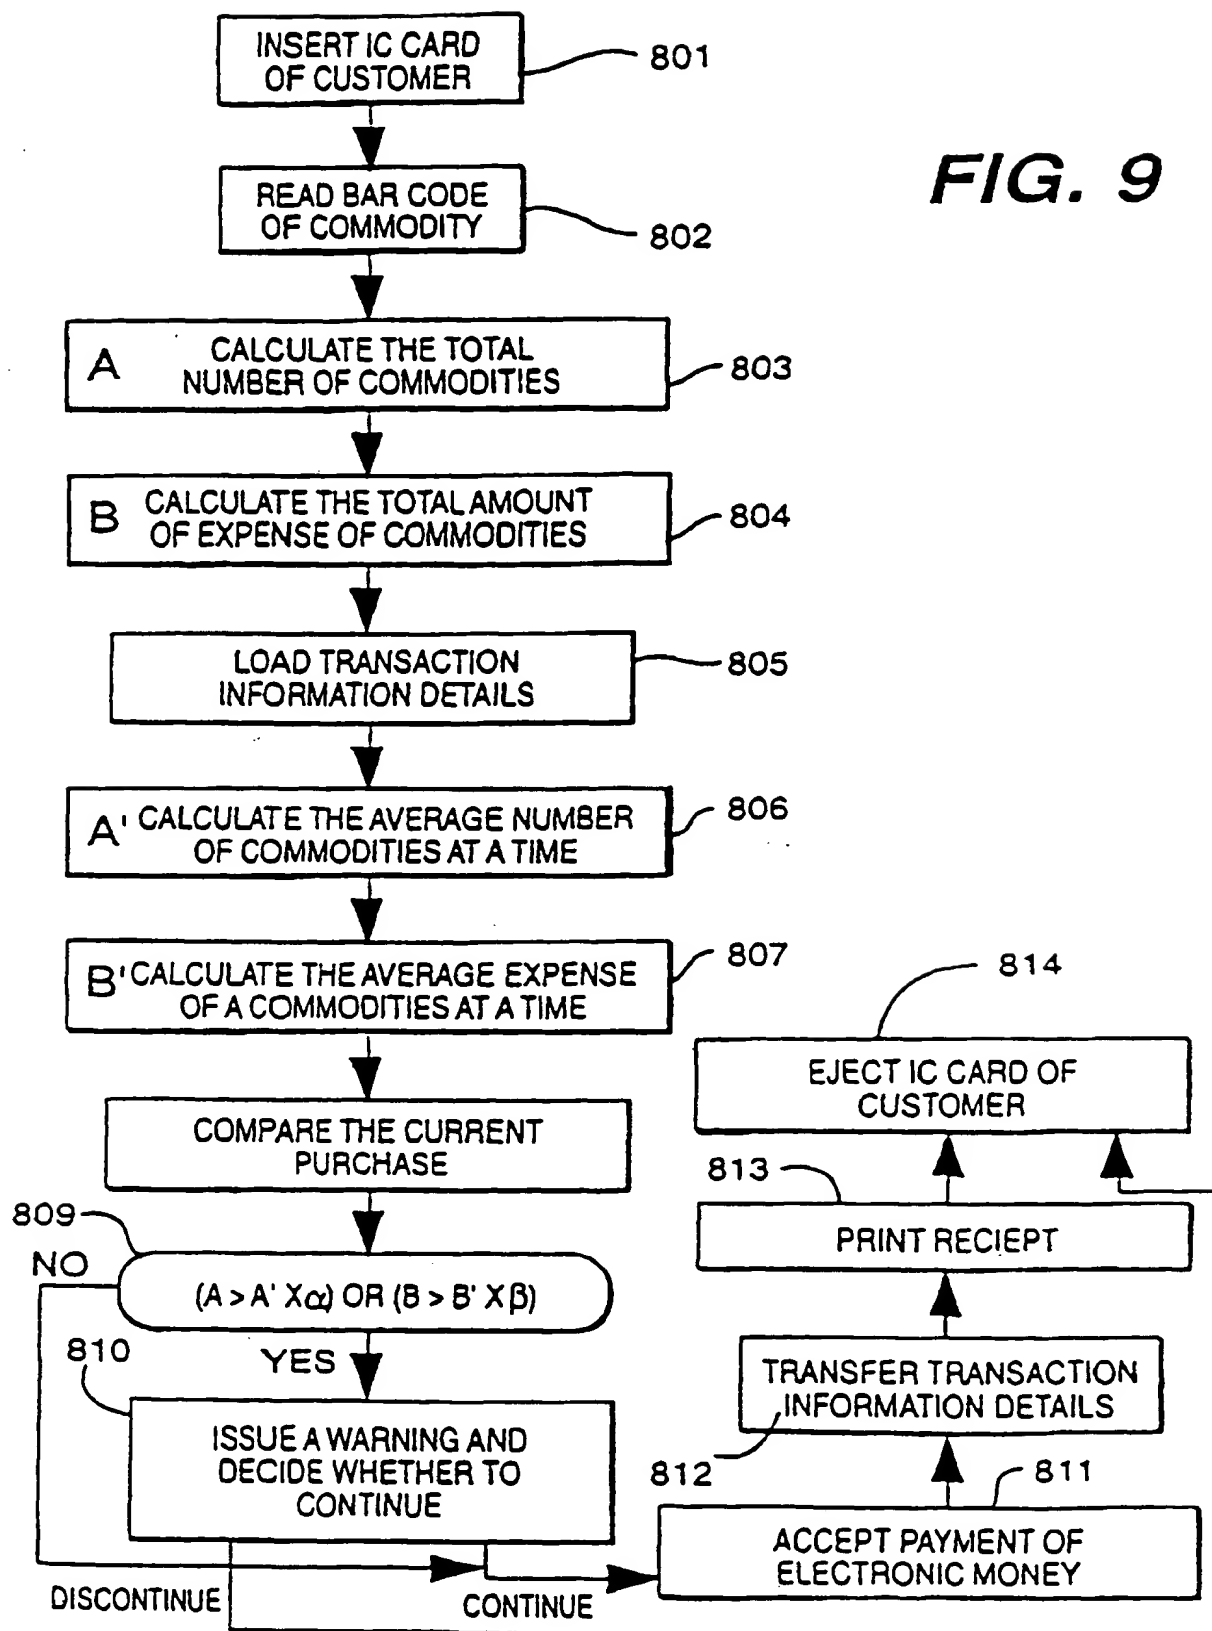 FIG. 9
INSERT IC CARD
OF CUSTOMER
801
READ BAR CODE
OF COMMODITY
802
A CALCULATE THE TOTAL
NUMBER OF COMMODITIES
803
B CALCULATE THE TOTAL AMOUNT
OF EXPENSE OF COMMODITIES
804
LOAD TRANSACTION
INFORMATION DETAILS
805
A' CALCULATE THE AVERAGE NUMBER
OF COMMODITIES AT A TIME
806
B' CALCULATE THE AVERAGE EXPENSE
OF A COMMODITIES AT A TIME
807
COMPARE THE CURRENT
PURCHASE
809
NO
(A > A' X α) OR (B > B' X β)
YES
810
ISSUE A WARNING AND
DECIDE WHETHER TO
CONTINUE
DISCONTINUE
CONTINUE
811
ACCEPT PAYMENT OF
ELECTRONIC MONEY
812
TRANSFER TRANSACTION
INFORMATION DETAILS
813
PRINT RECIEPT
814
EJECT IC CARD OF
CUSTOMER